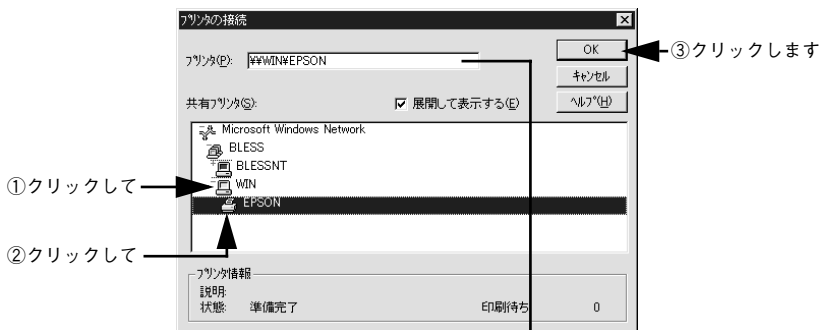 プリンタの接続
プリンタ(P): ¥¥WIN¥EPSON
OK
③クリックします
キャンセル
共有プリンタ(S):
展開して表示する(E)
ヘルプ(H)
Microsoft Windows Network
BLESS
BLESSNT
①クリックして
WIN
EPSON
②クリックして
プリンタ情報
説明:
状態: 準備完了 印刷待ち 0